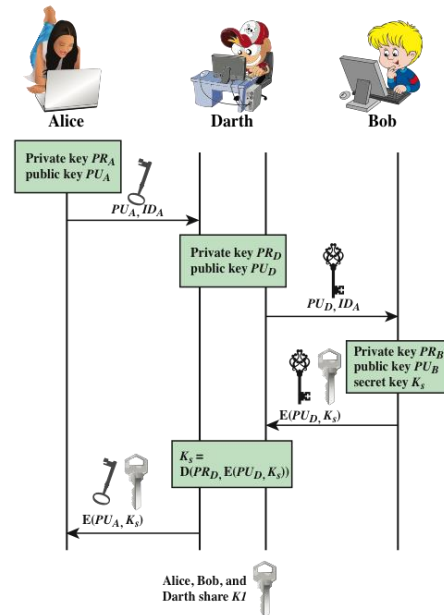 Alice
Darth
Bob
Private key PR_A
public key PU_A
PU_A, ID_A
Private key PR_D
public key PU_D
PU_D, ID_A
Private key PR_B
public key PU_B
secret key K_s
E(PU_D, K_s)
K_s =
D(PR_D, E(PU_D, K_s))
E(PU_A, K_s)
Alice, Bob, and
Darth share K1